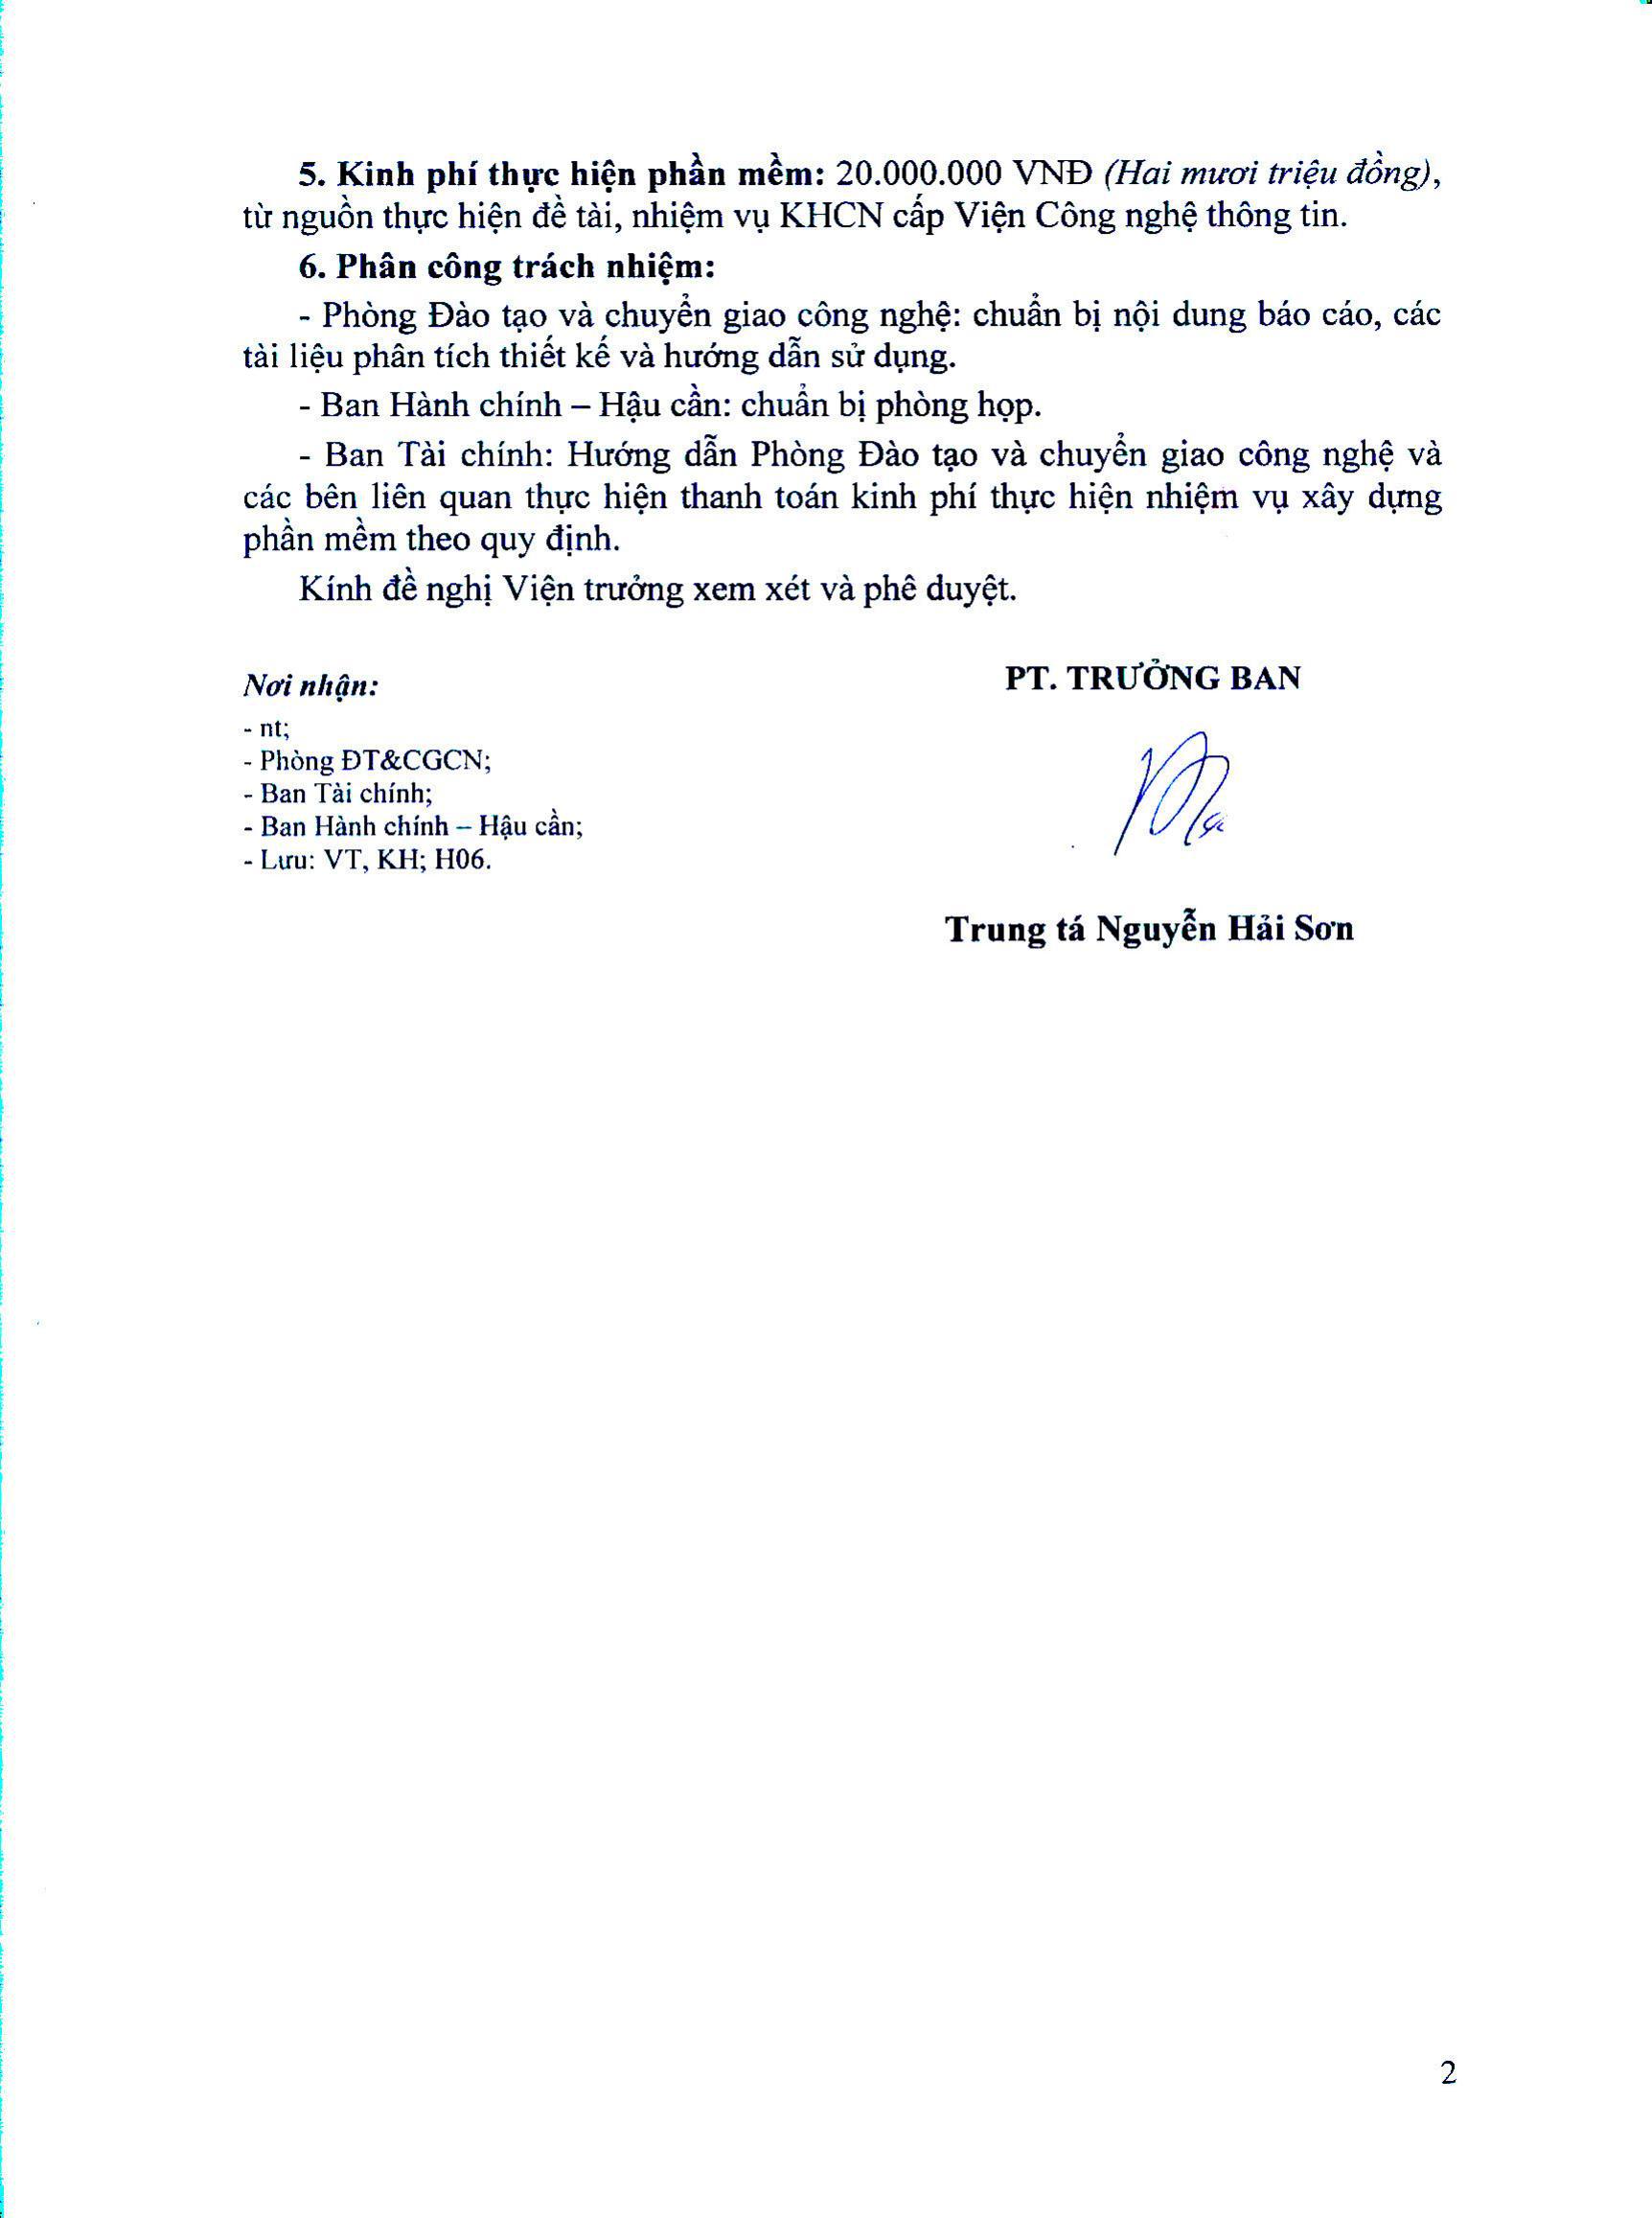 5. Kinh phí thực hiện phần mềm: 20.000.000 VNĐ (Hai mươi triệu đồng),
từ nguồn thực hiện đề tài, nhiệm vụ KHCN cấp Viện Công nghệ thông tin.
6. Phân công trách nhiệm:
- Phòng Đào tạo và chuyển giao công nghệ: chuẩn bị nội dung báo cáo, các
tài liệu phân tích thiết kế và hướng dẫn sử dụng.
- Ban Hành chính – Hậu cần: chuẩn bị phòng họp.
- Ban Tài chính: Hướng dẫn Phòng Đào tạo và chuyển giao công nghệ và
các bên liên quan thực hiện thanh toán kinh phí thực hiện nhiệm vụ xây dựng
phần mềm theo quy định.
Kính đề nghị Viện trưởng xem xét và phê duyệt.
Nơi nhận:
- nt;
- Phòng ĐT&CGCN;
- Ban Tài chính;
- Ban Hành chính – Hậu cần;
- Lưu: VT, KH; H06.
PT. TRƯỞNG BAN
Trung tá Nguyễn Hải Sơn
2